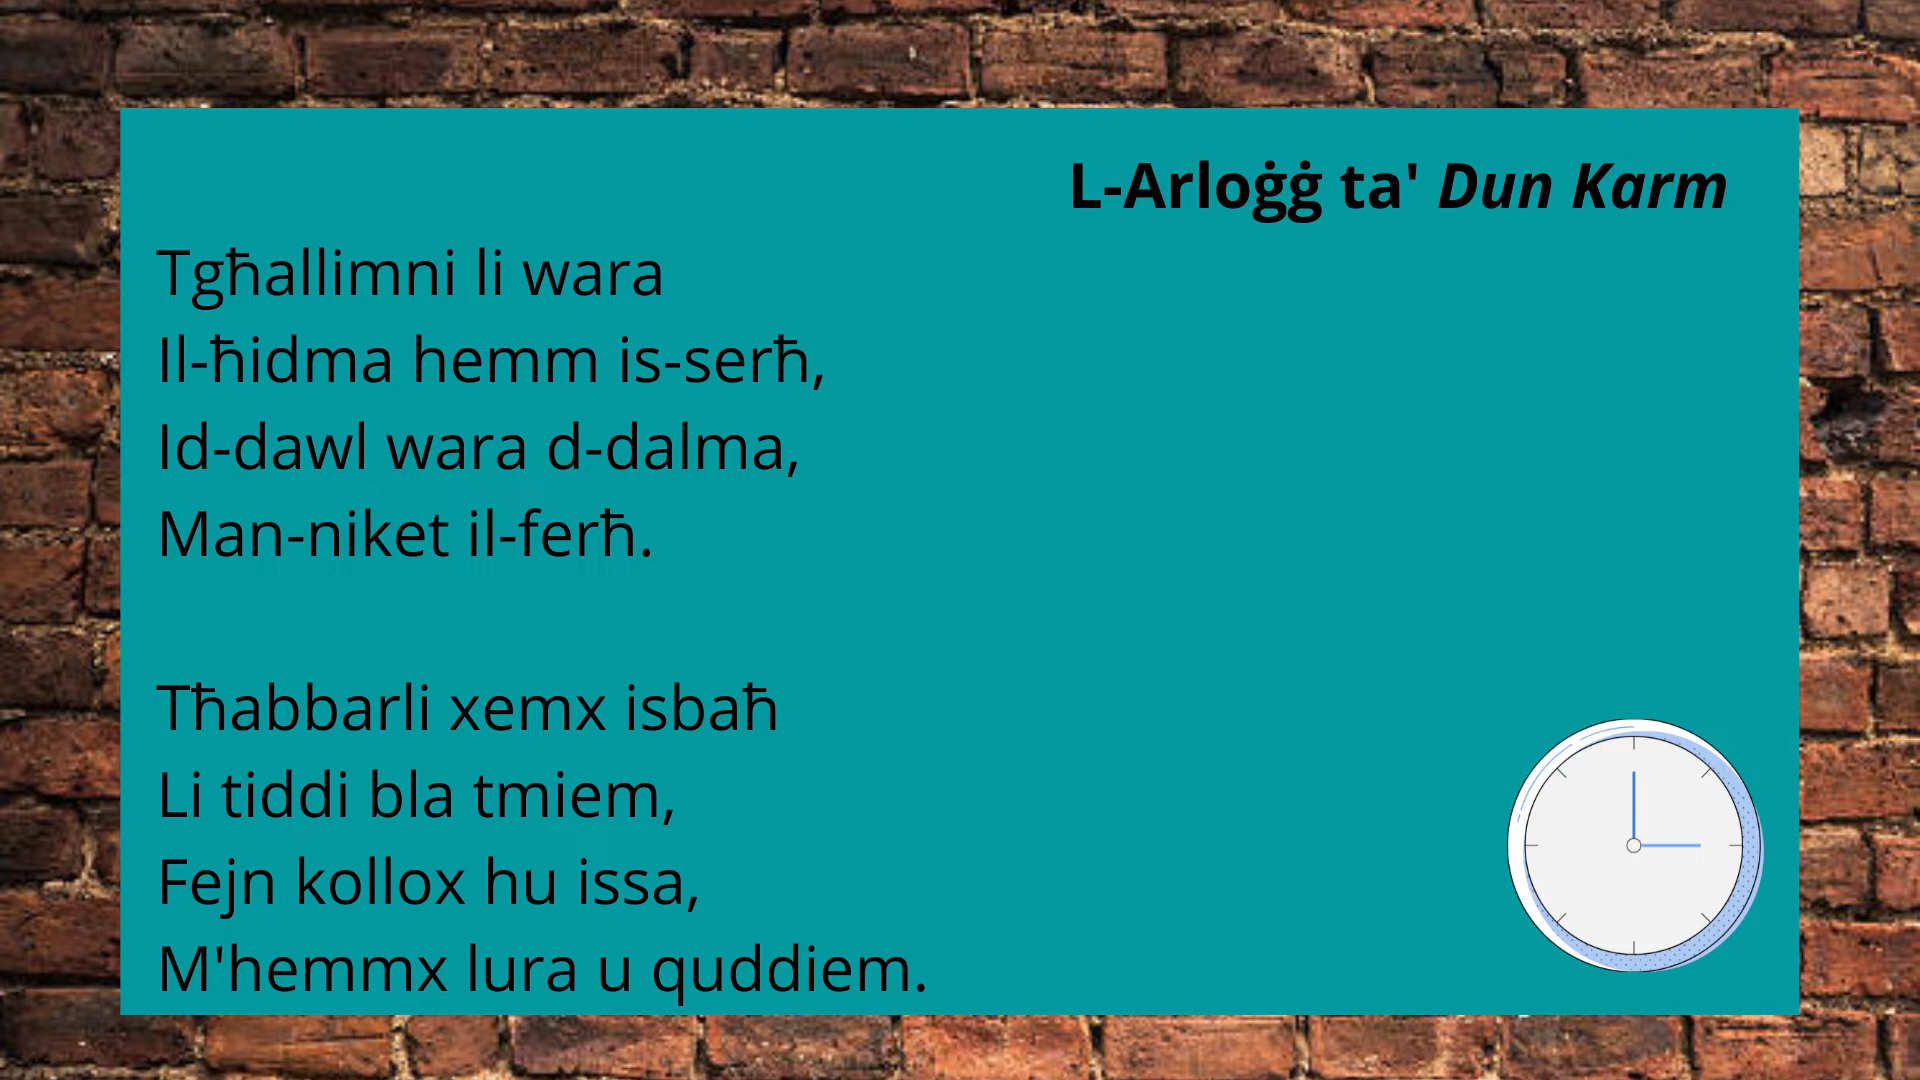 L-Arloġġ ta' Dun Karm
Tgħallimni li wara
Il-ħidma hemm is-serħ,
Id-dawl wara d-dalma,
Man-niket il-ferħ.
Tħabbarli xemx isbaħ
Li tiddi bla tmiem,
Fejn kollox hu issa,
M'hemmx lura u quddiem.